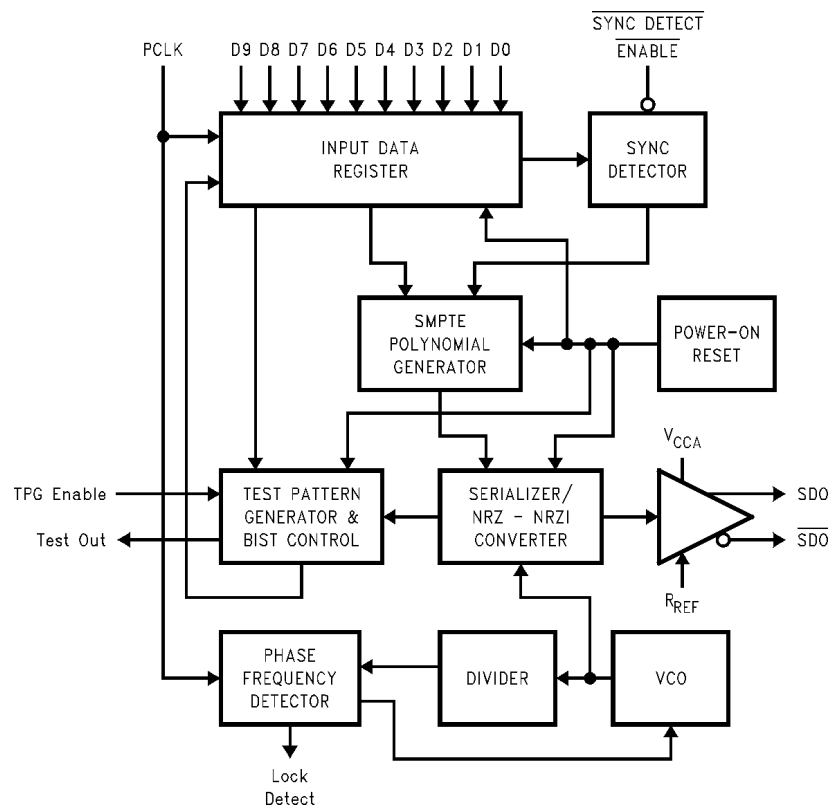 SYNC DETECT
ENABLE
PCLK
D9 D8 D7 D6 D5 D4 D3 D2 D1 D0
INPUT DATA
REGISTER
SYNC
DETECTOR
SMPTE
POLYNOMIAL
GENERATOR
POWER-ON
RESET
TPG Enable
Test Out
TEST PATTERN
GENERATOR &
BIST CONTROL
SERIALIZER/
NRZ - NRZI
CONVERTER
VCCA
SDO
SDO
RREF
PHASE
FREQUENCY
DETECTOR
DIVIDER
VCO
Lock
Detect